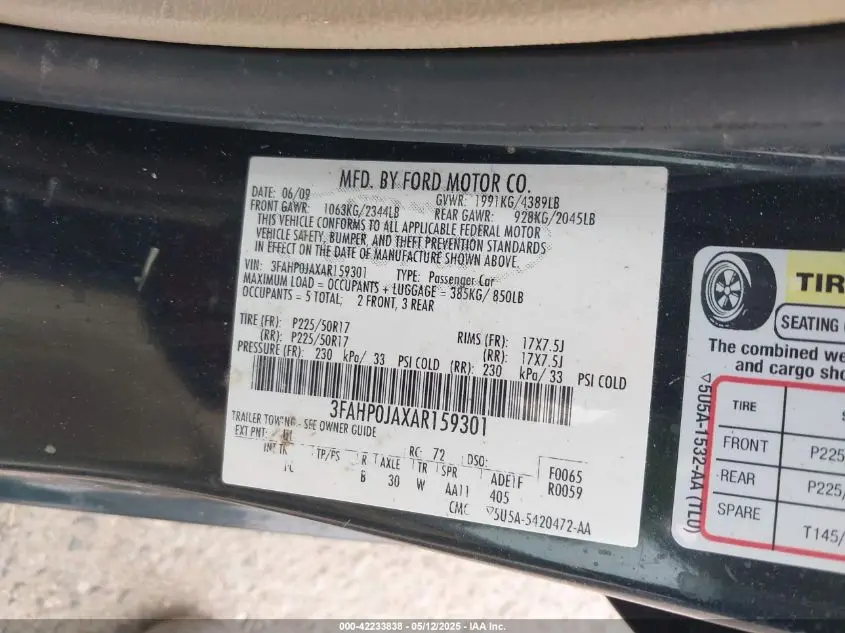 MFD. BY FORD MOTOR CO.
DATE: 06/09 GVWR: 1991KG/4389LB
FRONT GAWR: 1063KG/2344LB REAR GAWR: 928KG/2045LB
THIS VEHICLE CONFORMS TO ALL APPLICABLE FEDERAL MOTOR
VEHICLE SAFETY, BUMPER, AND THEFT PREVENTION STANDARDS
IN EFFECT ON THE DATE OF MANUFACTURE SHOWN ABOVE.
VIN: 3FAHP0JAXAR159301 TYPE: Passenger Car
MAXIMUM LOAD = OCCUPANTS + LUGGAGE = 385KG/ 850LB
OCCUPANTS = 5 TOTAL; 2 FRONT, 3 REAR
TIRE (FR): P225/50R17 RIMS (FR): 17X7.5J
(RR): P225/50R17 (RR): 17X7.5J
PRESSURE (FR): 230 kPa/ 33 PSI COLD (RR): 230 kPa/ 33 PSI COLD
3FAHP0JAXAR159301
TRAILER TOWING - SEE OWNER GUIDE
EXT PNT: RC: 72 DSO: F0065
INT TR TP/PS R AXLE TR SPR ADE1F R0059
B 30 W AA11 405
CMC ▽5U5A-5420472-AA
TIR
SEATING
The combined we
and cargo sho
TIRE S
FRONT P225
REAR P225/
SPARE T145/
▽5U5A-1532-AA (TLU)
000-42233838 - 05/12/2025 - IAA Inc.